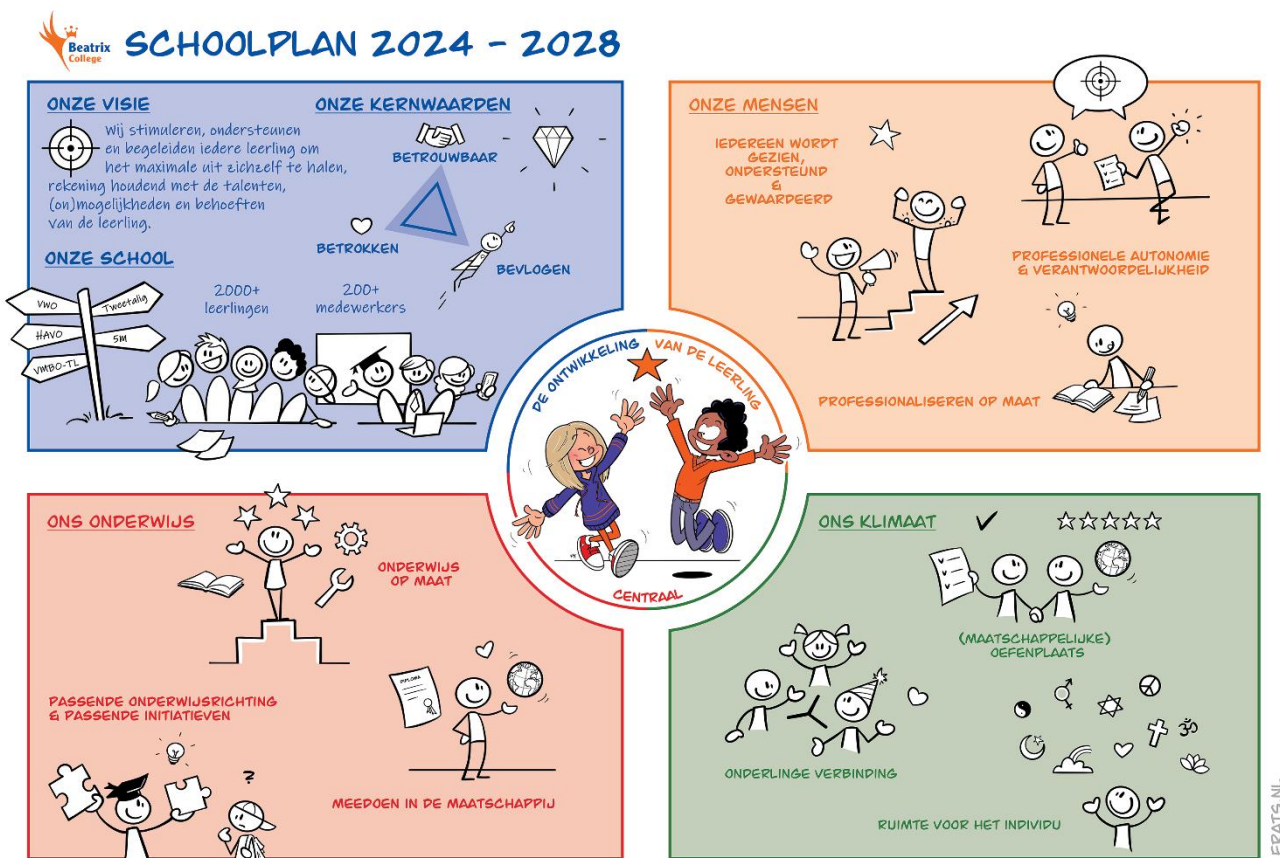 Beatrix
College
SCHOOLPLAN 2024 - 2028
ONZE VISIE
Wij stimuleren, ondersteunen
en begeleiden iedere leerling om
het maximale uit zichzelf te halen,
rekening houdend met de talenten,
(on)mogelijkheden en behoeften
van de leerling.
ONZE KERNWAARDEN
BETROUWBAAR
BETROKKEN
BEVLOGEN
ONZE SCHOOL
VWO
Tweetalig
HAVO
5M
VMBO-TL
2000+
leerlingen
200+
medewerkers
ONZE MENSEN
IEDEREEN WORDT
GEZIEN,
ONDERSTEUND
&
GEWAARDEERD
PROFESSIONELE AUTONOMIE
& VERANTWOORDELIJKHEID
PROFESSIONALISEREN OP MAAT
DE ONTWIKKELING VAN DE LEERLING
CENTRAAL
ONS ONDERWIJS
ONDERWIJS
OP MAAT
PASSENDE ONDERWIJSRICHTING
& PASSENDE INITIATIEVEN
?
DIPLOMA
MEEDOEN IN DE MAATSCHAPPIJ
ONS KLIMAAT
(MAATSCHAPPELIJKE)
OEFENPLAATS
ONDERLINGE VERBINDING
RUIMTE VOOR HET INDIVIDU
ERATS.NL